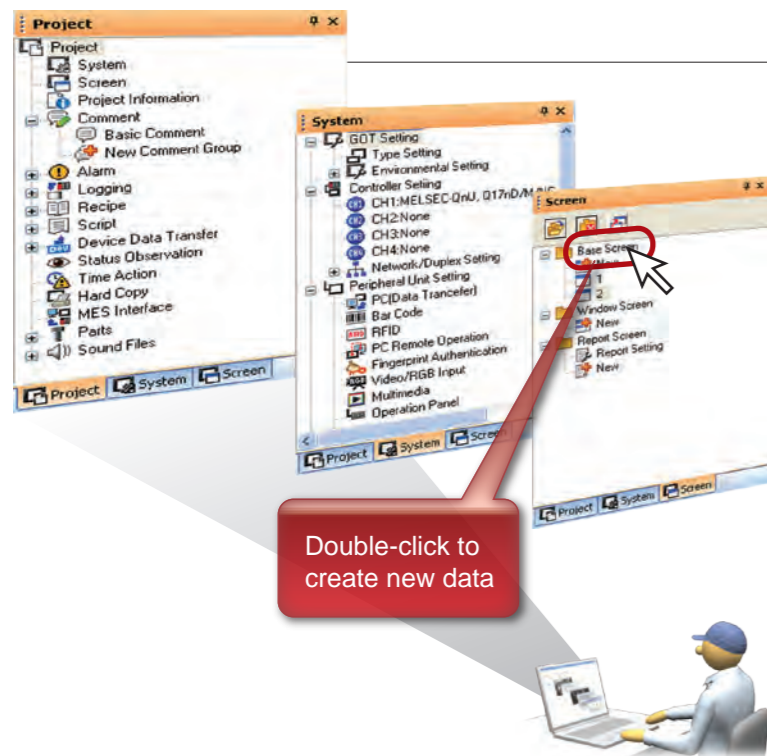 Project
Project
System
Screen
Project Information
Comment
Basic Comment
New Comment Group
Alarm
Logging
Recipe
Script
Device Data Transfer
Status Observation
Time Action
Hard Copy
MES Interface
Parts
Sound Files
Project System Screen
System
GOT Setting
Type Setting
Environmental Setting
Controller Setting
CH1:MELSEC-QnU, Q17nD/M
CH2:None
CH3:None
CH4:None
Network/Duplex Setting
Peripheral Unit Setting
PC(Data Trancefer)
Bar Code
RFID
PC Remote Operation
Fingerprint Authentication
Video/RGB Input
Multimedia
Operation Panel
Project System Screen
Screen
Base Screen
New
1
2
Window Screen
New
Report Screen
Report Setting
New
Project System Screen
Double-click to
create new data